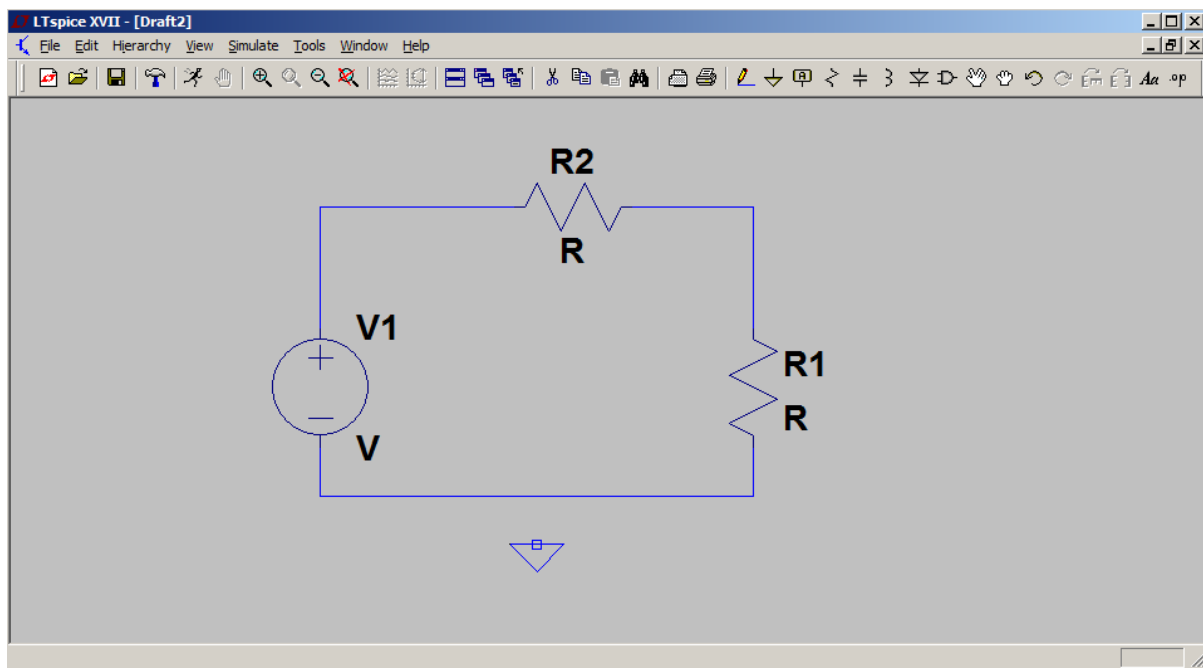 LTspice XVII - [Draft2]
File Edit Hierarchy View Simulate Tools Window Help
Aa .op
R2
R
V1
V
R1
R